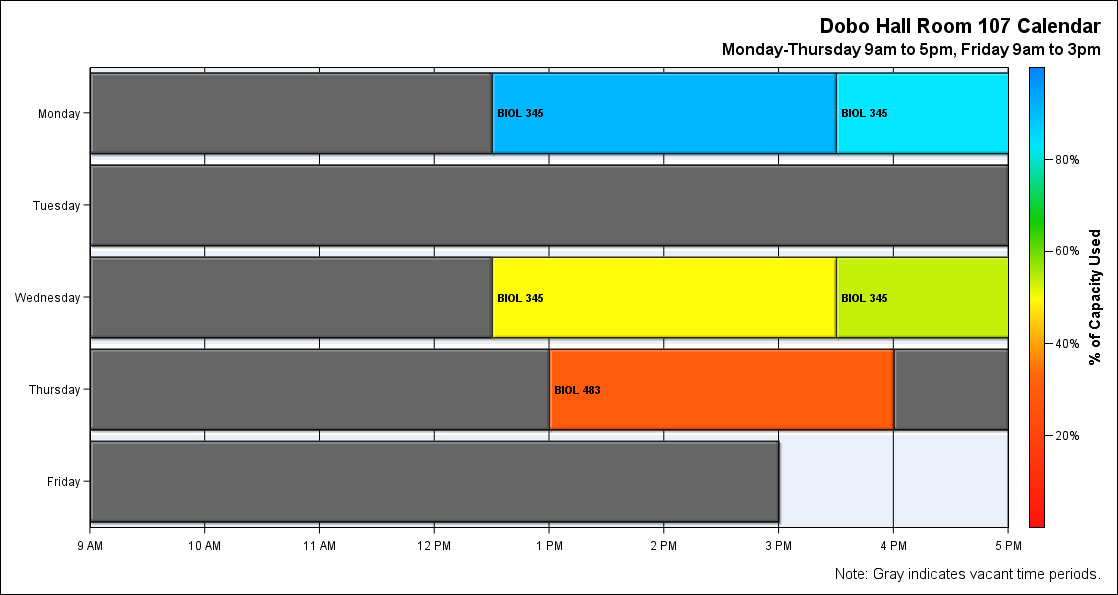 Dobo Hall Room 107 Calendar
Monday-Thursday 9am to 5pm, Friday 9am to 3pm
Monday
BIOL 345
BIOL 345
80%
Tuesday
60%
Wednesday
BIOL 345
BIOL 345
% of Capacity Used
40%
Thursday
BIOL 483
20%
Friday
9 AM 10 AM 11 AM 12 PM 1 PM 2 PM 3 PM 4 PM 5 PM
Note: Gray indicates vacant time periods.